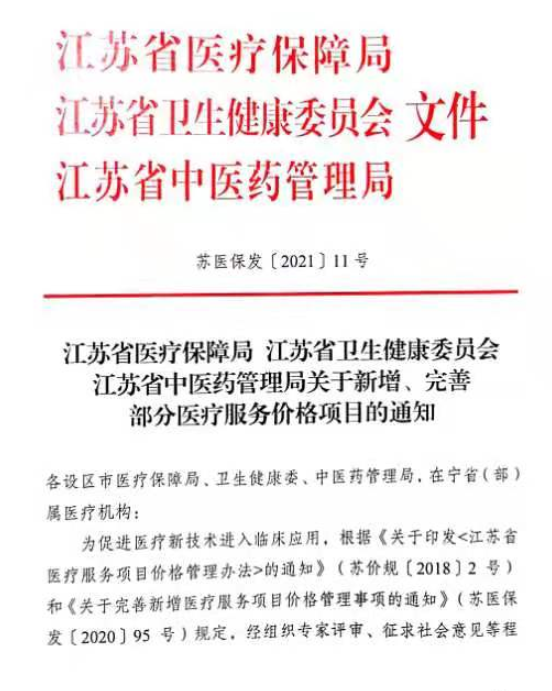 江苏省医疗保障局
江苏省卫生健康委员会 文件
江苏省中医药管理局
苏医保发〔2021〕11 号
江苏省医疗保障局 江苏省卫生健康委员会
江苏省中医药管理局关于新增、完善
部分医疗服务价格项目的通知
各设区市医疗保障局、卫生健康委、中医药管理局，在宁省（部）
属医疗机构：
为促进医疗新技术进入临床应用，根据《关于印发<江苏省
医疗服务项目价格管理办法>的通知》（苏价规〔2018〕2 号）
和《关于完善新增医疗服务项目价格管理事项的通知》（苏医保
发〔2020〕95 号）规定，经组织专家评审、征求社会意见等程